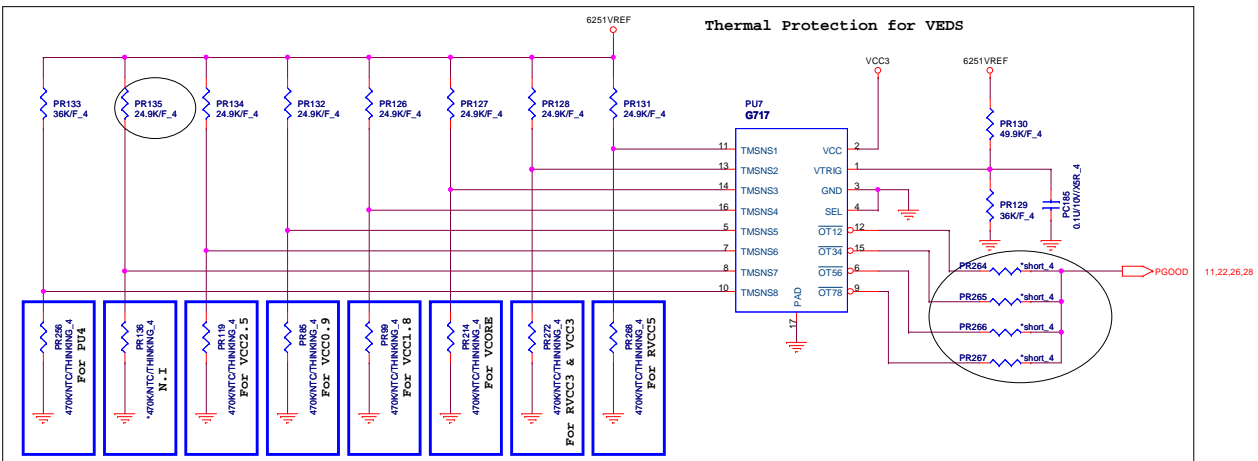 Thermal Protection for VEDS
6251VREF
VCC3
6251VREF
PR133
36K/F_4
PR135
24.9K/F_4
PR134
24.9K/F_4
PR132
24.9K/F_4
PR126
24.9K/F_4
PR127
24.9K/F_4
PR128
24.9K/F_4
PR131
24.9K/F_4
PU7
G717
PR130
49.9K/F_4
11 TMSNS1 VCC 2
13 TMSNS2 VTRIG 1
14 TMSNS3 GND 3
16 TMSNS4 SEL 4
5 TMSNS5 OT12 12
7 TMSNS6 OT34 15
8 TMSNS7 OT56 6
10 TMSNS8 OT78 9
PAD
17
PR129
36K/F_4
PC185
0.1U/10V/X5R_4
PR264 *short_4
PR265 *short_4
PR266 *short_4
PR267 *short_4
PGOOD 11,22,26,28
PR256
470K/NTC/THINKING_4
For PU4
PR136
*470K/NTC/THINKING_4
N.I
PR119
470K/NTC/THINKING_4
For VCC2.5
PR85
470K/NTC/THINKING_4
For VCC0.9
PR99
470K/NTC/THINKING_4
For VCC1.8
PR214
470K/NTC/THINKING_4
For VCORE
PR272
470K/NTC/THINKING_4
For RVCC3 & VCC3
PR268
470K/NTC/THINKING_4
For RVCC5